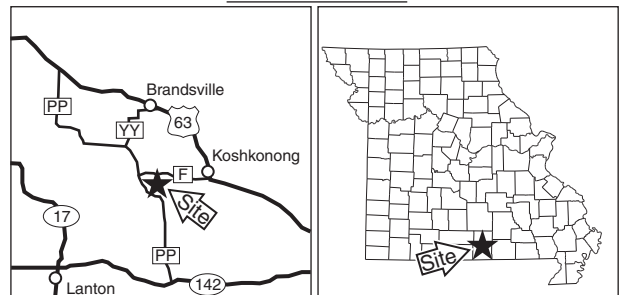 Brandsville
PP
YY
63
Koshkonong
F
Site
17
PP
142
Lanton
Site